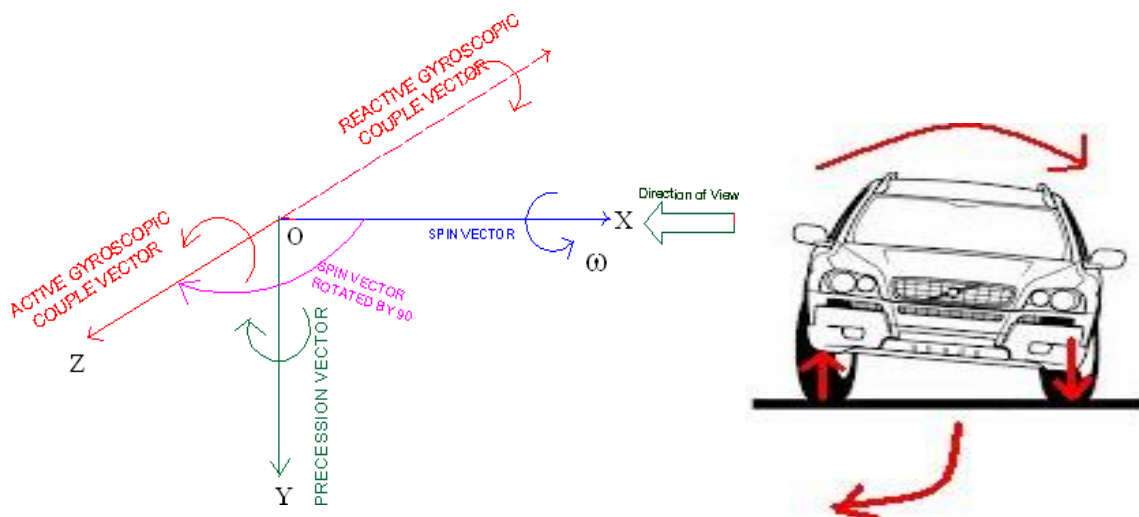 REACTIVE GYROSCOPIC
COUPLE VECTOR
ACTIVE GYROSCOPIC
COUPLE VECTOR
O
SPIN VECTOR
X
ω
Direction of View
SPIN VECTOR
ROTATED BY 90
Z
PRECESSION VECTOR
Y